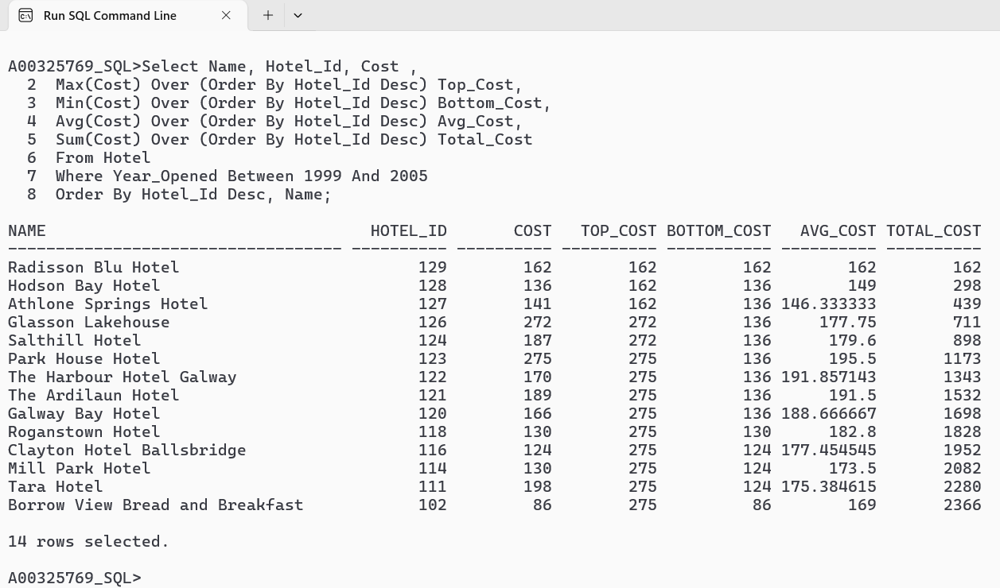 Run SQL Command Line
A00325769_SQL>Select Name, Hotel_Id, Cost ,
  2  Max(Cost) Over (Order By Hotel_Id Desc) Top_Cost,
  3  Min(Cost) Over (Order By Hotel_Id Desc) Bottom_Cost,
  4  Avg(Cost) Over (Order By Hotel_Id Desc) Avg_Cost,
  5  Sum(Cost) Over (Order By Hotel_Id Desc) Total_Cost
  6  From Hotel
  7  Where Year_Opened Between 1999 And 2005
  8  Order By Hotel_Id Desc, Name;
NAME                                  HOTEL_ID       COST   TOP_COST BOTTOM_COST   AVG_COST TOTAL_COST
----------------------------------- ---------- ---------- ---------- ----------- ---------- ----------
Radisson Blu Hotel                         129        162        162         162        162        162
Hodson Bay Hotel                           128        136        162         136        149        298
Athlone Springs Hotel                      127        141        162         136 146.333333        439
Glasson Lakehouse                          126        272        272         136     177.75        711
Salthill Hotel                             124        187        272         136      179.6        898
Park House Hotel                           123        275        275         136      195.5       1173
The Harbour Hotel Galway                   122        170        275         136 191.857143       1343
The Ardilaun Hotel                         121        189        275         136      191.5       1532
Galway Bay Hotel                           120        166        275         136 188.666667       1698
Roganstown Hotel                           118        130        275         130      182.8       1828
Clayton Hotel Ballsbridge                  116        124        275         124 177.454545       1952
Mill Park Hotel                            114        130        275         124      173.5       2082
Tara Hotel                                 111        198        275         124 175.384615       2280
Borrow View Bread and Breakfast            102         86        275          86        169       2366
14 rows selected.
A00325769_SQL>